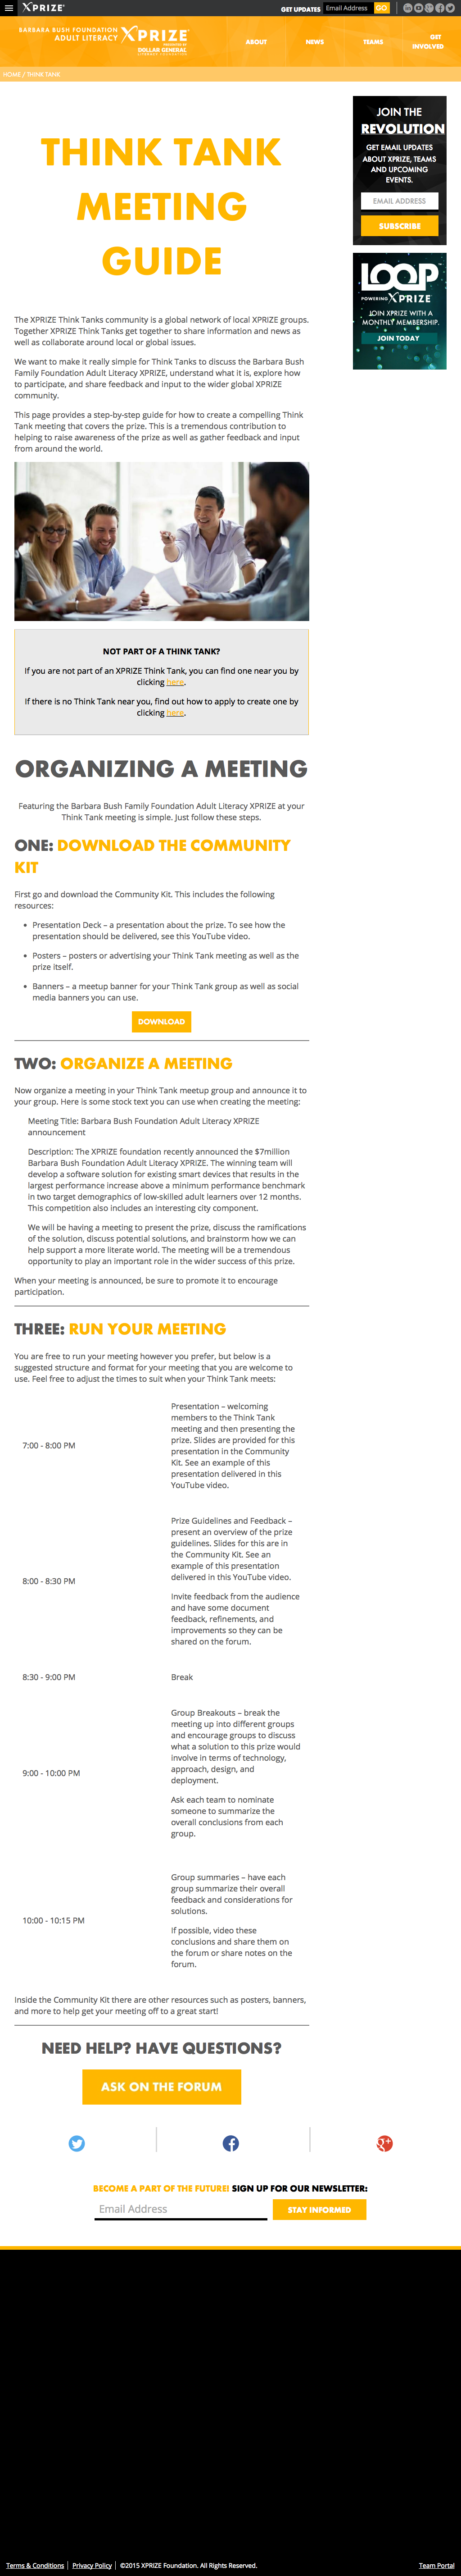 XPRIZE
GET UPDATES Email Address GO
BARBARA BUSH FOUNDATION
ADULT LITERACY XPRIZE
PRESENTED BY
DOLLAR GENERAL
LITERACY FOUNDATION
ABOUT NEWS TEAMS GET
INVOLVED
HOME / THINK TANK
THINK TANK
MEETING
GUIDE
JOIN THE
REVOLUTION
GET EMAIL UPDATES
ABOUT XPRIZE, TEAMS
AND UPCOMING
EVENTS.
EMAIL ADDRESS
SUBSCRIBE
LOOP
POWERING XPRIZE
JOIN XPRIZE WITH A
MONTHLY MEMBERSHIP.
JOIN TODAY
The XPRIZE Think Tanks community is a global network of local XPRIZE groups.
Together XPRIZE Think Tanks get together to share information and news as
well as collaborate around local or global issues.
We want to make it really simple for Think Tanks to discuss the Barbara Bush
Family Foundation Adult Literacy XPRIZE, understand what it is, explore how
to participate, and share feedback and input to the wider global XPRIZE
community.
This page provides a step-by-step guide for how to create a compelling Think
Tank meeting that covers the prize. This is a tremendous contribution to
helping to raise awareness of the prize as well as gather feedback and input
from around the world.
NOT PART OF A THINK TANK?
If you are not part of an XPRIZE Think Tank, you can find one near you by
clicking here.
If there is no Think Tank near you, find out how to apply to create one by
clicking here.
ORGANIZING A MEETING
Featuring the Barbara Bush Family Foundation Adult Literacy XPRIZE at your
Think Tank meeting is simple. Just follow these steps.
ONE: DOWNLOAD THE COMMUNITY
KIT
First go and download the Community Kit. This includes the following
resources:
• Presentation Deck – a presentation about the prize. To see how the
presentation should be delivered, see this YouTube video.
• Posters – posters or advertising your Think Tank meeting as well as the
prize itself.
• Banners – a meetup banner for your Think Tank group as well as social
media banners you can use.
DOWNLOAD
TWO: ORGANIZE A MEETING
Now organize a meeting in your Think Tank meetup group and announce it to
your group. Here is some stock text you can use when creating the meeting:
Meeting Title: Barbara Bush Foundation Adult Literacy XPRIZE
announcement
Description: The XPRIZE foundation recently announced the $7million
Barbara Bush Foundation Adult Literacy XPRIZE. The winning team will
develop a software solution for existing smart devices that results in the
largest performance increase above a minimum performance benchmark
in two target demographics of low-skilled adult learners over 12 months.
This competition also includes an interesting city component.
We will be having a meeting to present the prize, discuss the ramifications
of the solution, discuss potential solutions, and brainstorm how we can
help support a more literate world. The meeting will be a tremendous
opportunity to play an important role in the wider success of this prize.
When your meeting is announced, be sure to promote it to encourage
participation.
THREE: RUN YOUR MEETING
You are free to run your meeting however you prefer, but below is a
suggested structure and format for your meeting that you are welcome to
use. Feel free to adjust the times to suit when your Think Tank meets:
7:00 - 8:00 PM
Presentation – welcoming
members to the Think Tank
meeting and then presenting the
prize. Slides are provided for this
presentation in the Community
Kit. See an example of this
presentation delivered in this
YouTube video.
8:00 - 8:30 PM
Prize Guidelines and Feedback –
present an overview of the prize
guidelines. Slides for this are in
the Community Kit. See an
example of this presentation
delivered in this YouTube video.
Invite feedback from the audience
and have some document
feedback, refinements, and
improvements so they can be
shared on the forum.
8:30 - 9:00 PM Break
9:00 - 10:00 PM
Group Breakouts – break the
meeting up into different groups
and encourage groups to discuss
what a solution to this prize would
involve in terms of technology,
approach, design, and
deployment.
Ask each team to nominate
someone to summarize the
overall conclusions from each
group.
10:00 - 10:15 PM
Group summaries – have each
group summarize their overall
feedback and considerations for
solutions.
If possible, video these
conclusions and share them on
the forum or share notes on the
forum.
Inside the Community Kit there are other resources such as posters, banners,
and more to help get your meeting off to a great start!
NEED HELP? HAVE QUESTIONS?
ASK ON THE FORUM
BECOME A PART OF THE FUTURE! SIGN UP FOR OUR NEWSLETTER:
Email Address STAY INFORMED
Terms & Conditions | Privacy Policy | ©2015 XPRIZE Foundation. All Rights Reserved. Team Portal